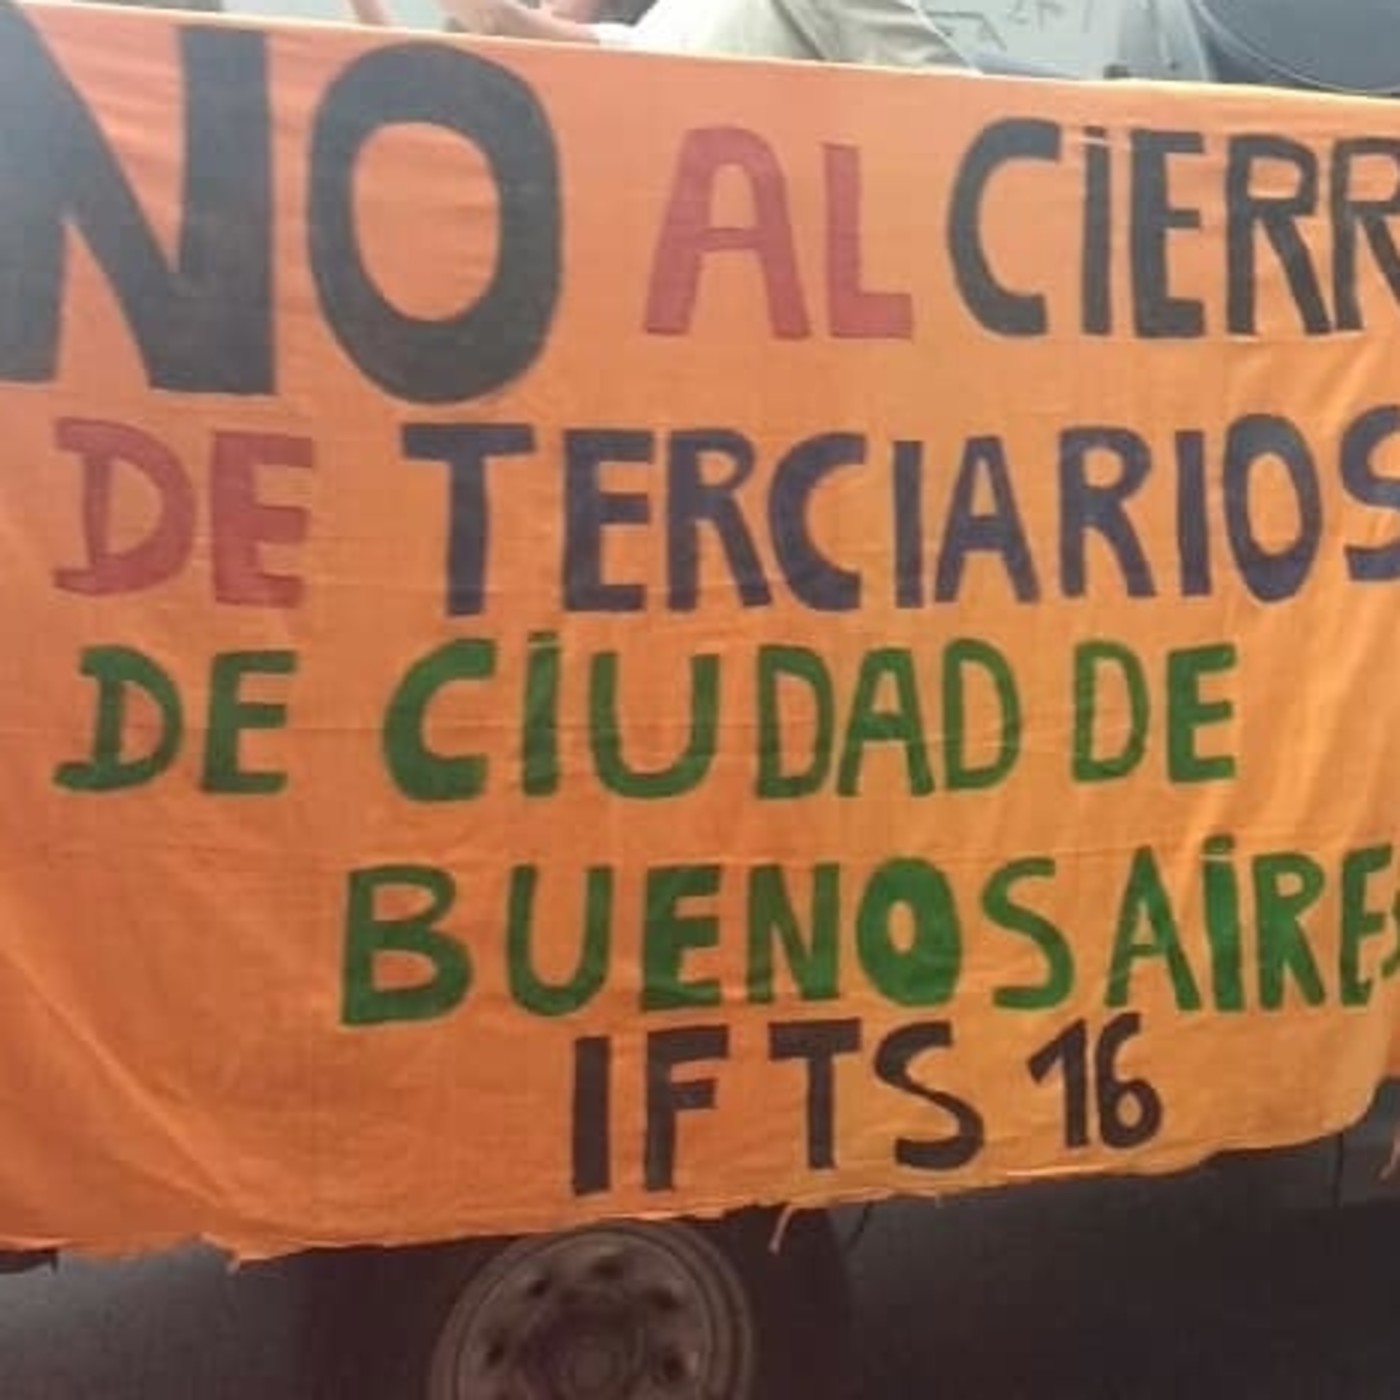 NO AL CIERR
DE TERCIARIOS
DE CIUDAD DE
BUENOS AIRES
IFTS 16